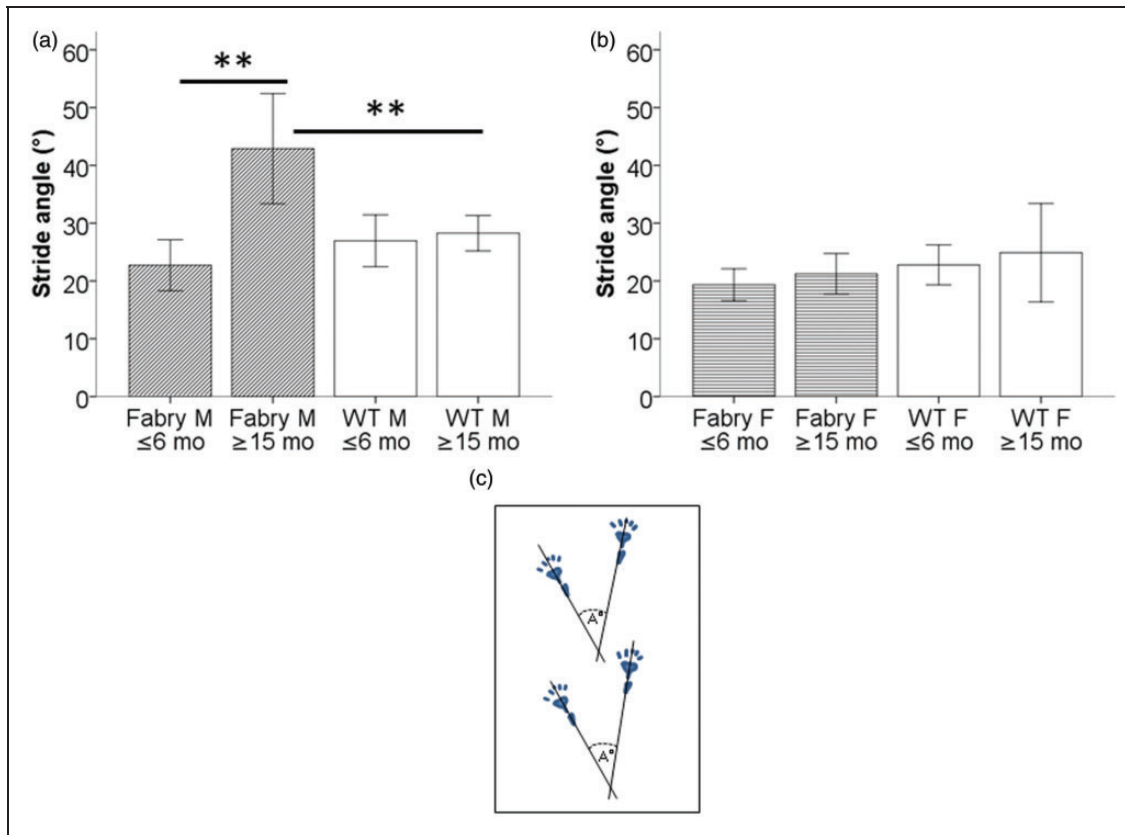 (a)
60
50
40
30
20
10
0
Stride angle (°)
**
**
Fabry M Fabry M WT M WT M
≤6 mo ≥15 mo ≤6 mo ≥15 mo
(b)
60
50
40
30
20
10
0
Stride angle (°)
Fabry F Fabry F WT F WT F
≤6 mo ≥15 mo ≤6 mo ≥15 mo
(c)
A°
A°